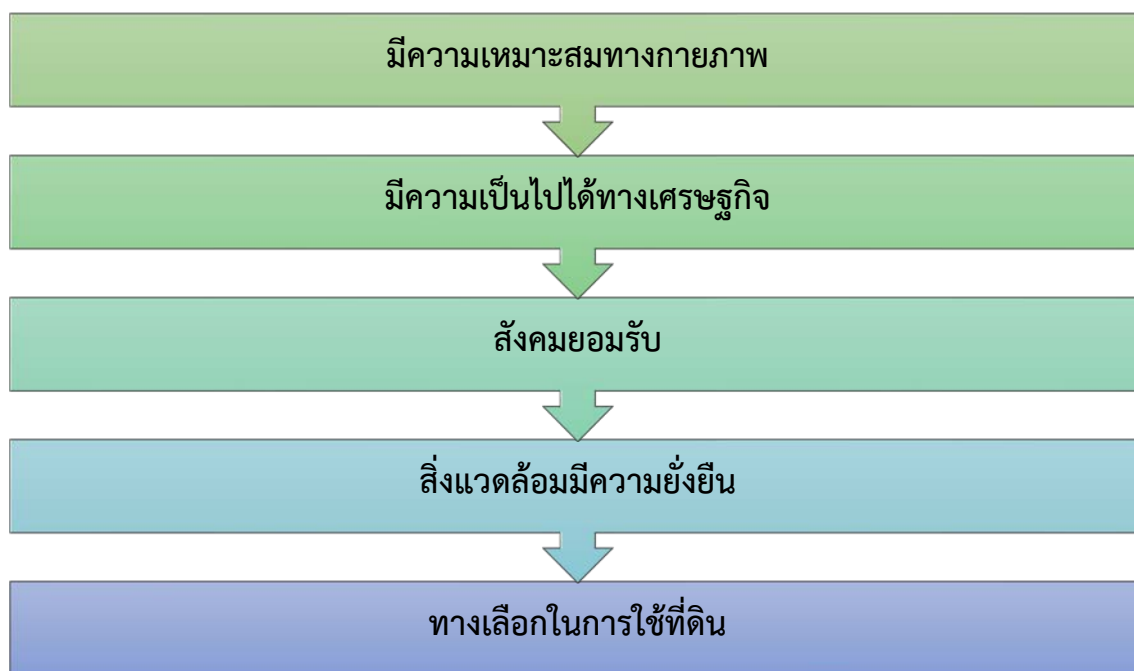 มีความเหมาะสมทางกายภาพ
มีความเป็นไปได้ทางเศรษฐกิจ
สังคมยอมรับ
สิ่งแวดล้อมมีความยั่งยืน
ทางเลือกในการใช้ที่ดิน